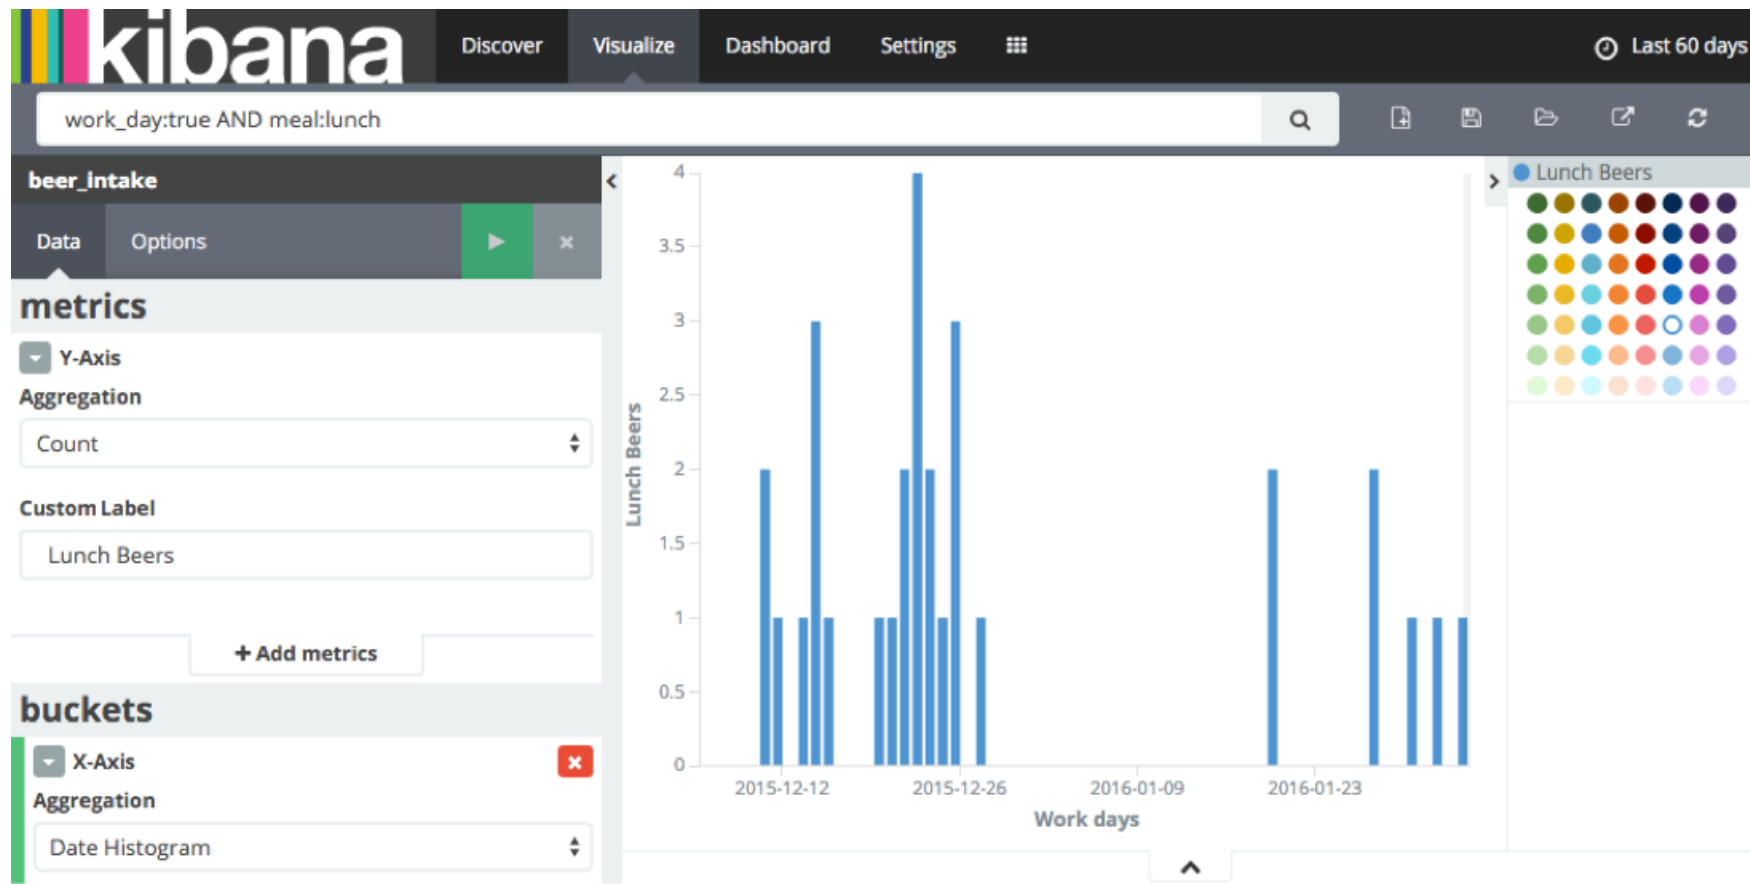 kibana Discover Visualize Dashboard Settings Last 60 days
work_day:true AND meal:lunch
beer_intake
Data Options
metrics
Y-Axis
Aggregation
Count
Custom Label
Lunch Beers
+ Add metrics
buckets
X-Axis
Aggregation
Date Histogram
4
3.5
3
2.5
2
1.5
1
0.5
0
Lunch Beers
2015-12-12 2015-12-26 2016-01-09 2016-01-23
Work days
Lunch Beers